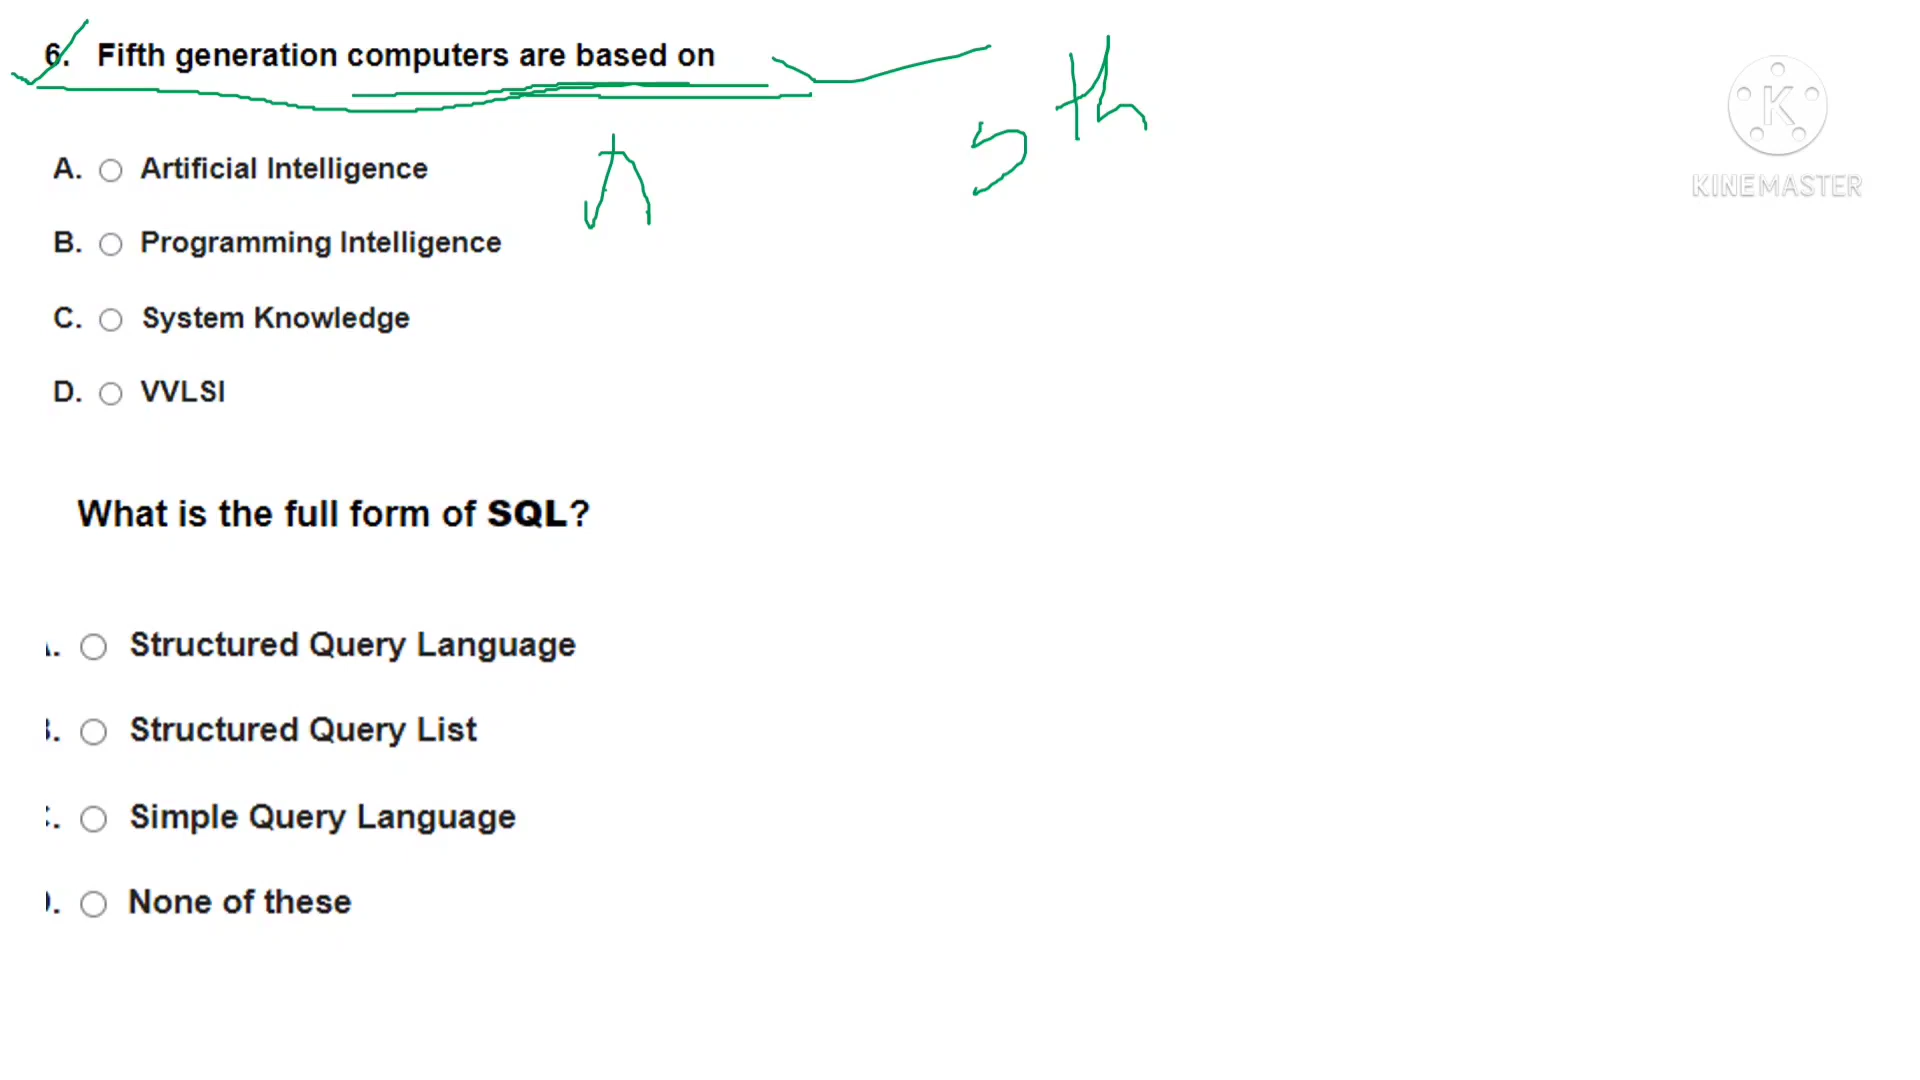 6. Fifth generation computers are based on
5th
A. Artificial Intelligence
B. Programming Intelligence
C. System Knowledge
D. VVLSI
What is the full form of SQL?
Structured Query Language
Structured Query List
Simple Query Language
None of these
K
KINEMASTER